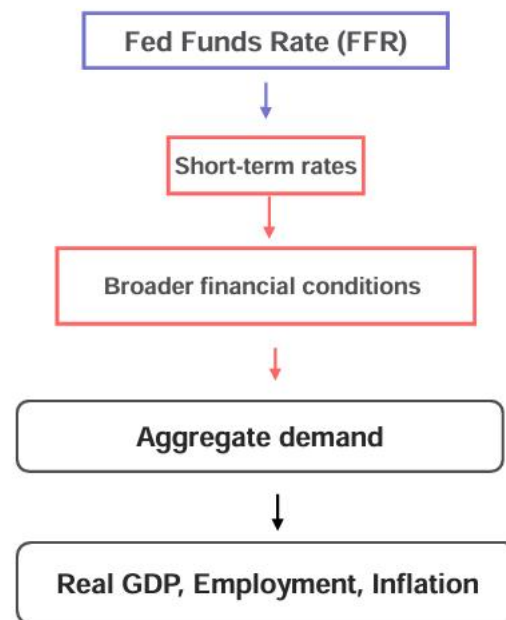 Fed Funds Rate (FFR)
Short-term rates
Broader financial conditions
Aggregate demand
Real GDP, Employment, Inflation